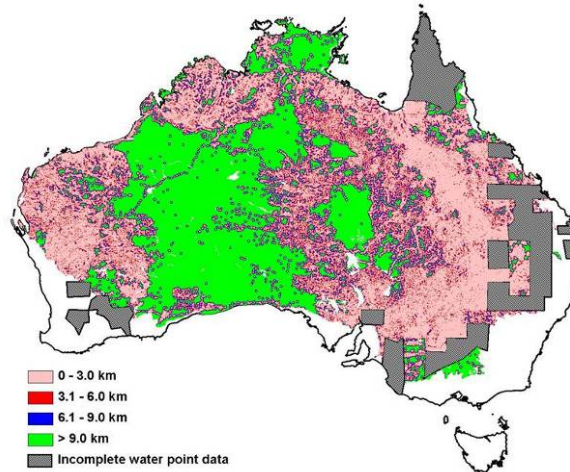 0 - 3.0 km
3.1 - 6.0 km
6.1 - 9.0 km
> 9.0 km
Incomplete water point data